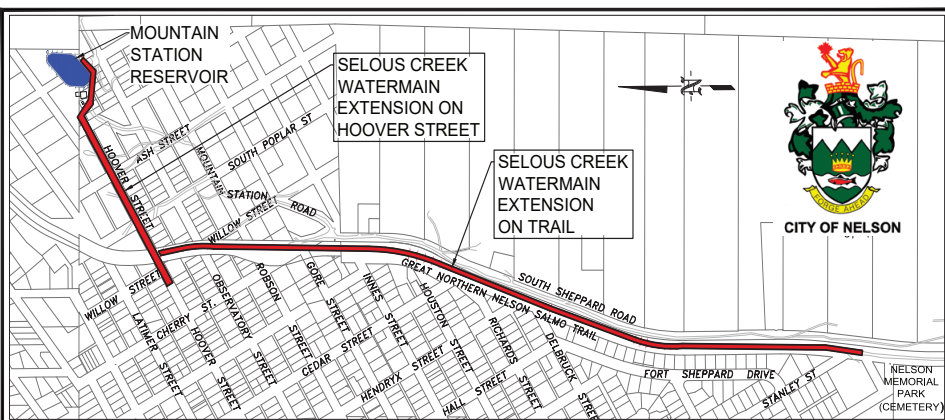 MOUNTAIN
STATION
RESERVOIR
SELOUS CREEK
WATERMAIN
EXTENSION ON
HOOVER STREET
SELOUS CREEK
WATERMAIN
EXTENSION
ON TRAIL
FORGE AHEAD
CITY OF NELSON
ASH STREET
SOUTH POPLAR ST
HOOVER STREET
MOUNTAIN STATION ROAD
WILLOW STREET
WILLOW STREET
CHERRY ST.
LATIMER STREET
HOOVER STREET
OBSERVATORY STREET
ROBSON STREET
GORE STREET
CEDAR STREET
INNES STREET
HENDRYX STREET
HOUSTON STREET
HALL STREET
RICHARDS STREET
DELBRUCK STREET
GREAT NORTHERN NELSON SALMO TRAIL
SOUTH SHEPPARD ROAD
FORT SHEPPARD DRIVE
STANLEY ST
NELSON
MEMORIAL
PARK
(CEMETERY)